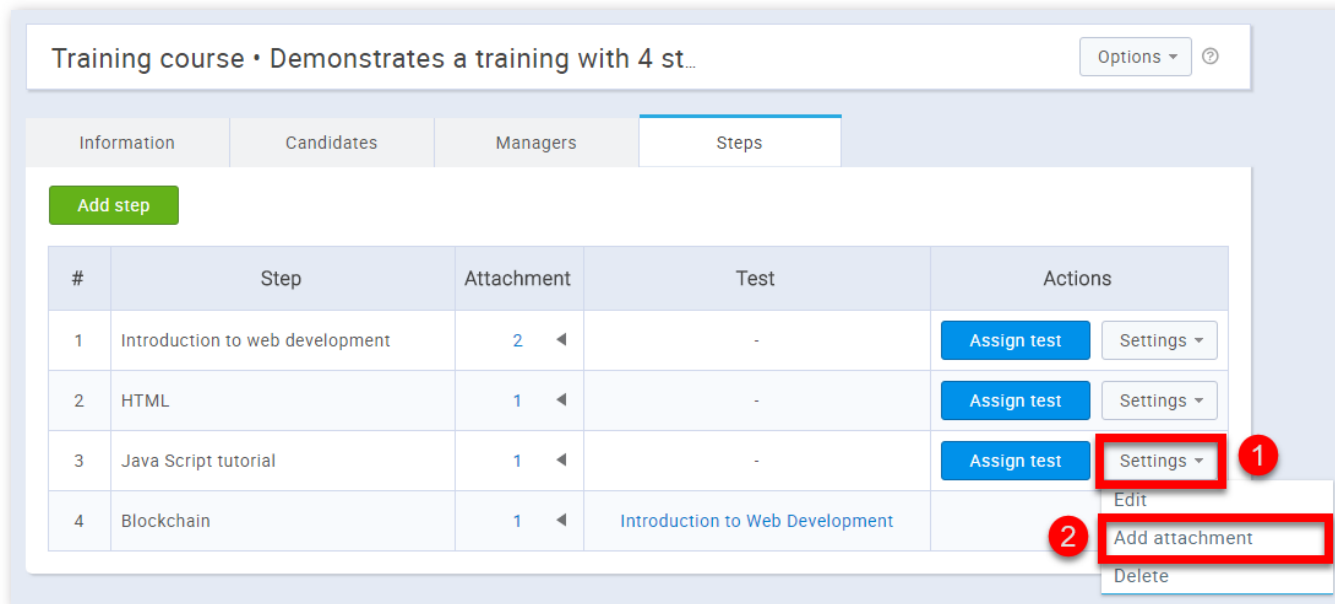 Training course • Demonstrates a training with 4 st…
Options
Information Candidates Managers Steps
Add step
# Step Attachment Test Actions
1 Introduction to web development 2 - Assign test Settings
2 HTML 1 - Assign test Settings
3 Java Script tutorial 1 - Assign test Settings 1
4 Blockchain 1 Introduction to Web Development
Edit
2 Add attachment
Delete